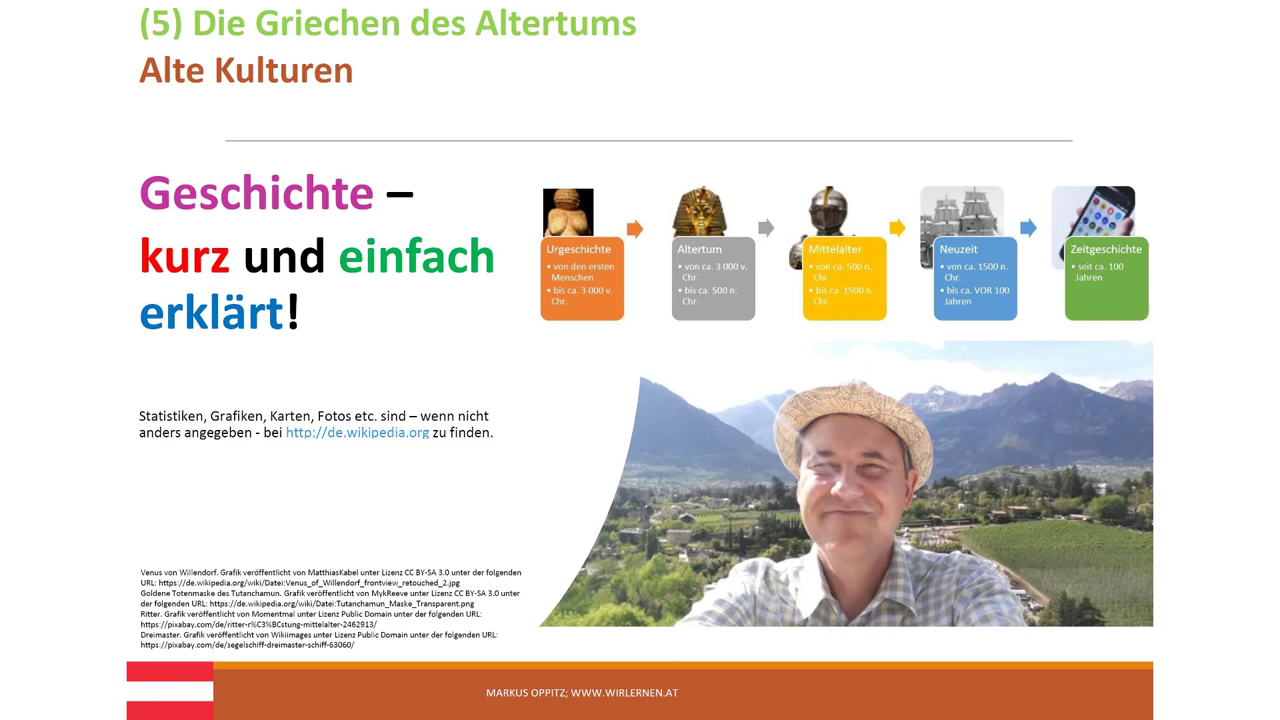 (5) Die Griechen des Altertums
Alte Kulturen
Geschichte –
kurz und einfach
erklärt!
Urgeschichte
• von den ersten
Menschen
• bis ca. 3 000 v.
Chr.
Altertum
• von ca. 3 000 v.
Chr.
• bis ca. 500 n.
Chr.
Mittelalter
• von ca. 500 n.
Chr.
• bis ca. 1500 n.
Chr.
Neuzeit
• von ca. 1500 n.
Chr.
• bis ca. VOR 100
Jahren
Zeitgeschichte
• seit ca. 100
Jahren
Statistiken, Grafiken, Karten, Fotos etc. sind – wenn nicht
anders angegeben - bei http://de.wikipedia.org zu finden.
Venus von Willendorf. Grafik veröffentlicht von MatthiasKabel unter Lizenz CC BY-SA 3.0 unter der folgenden
URL: https://de.wikipedia.org/wiki/Datei:Venus_of_Willendorf_frontview_retouched_2.jpg
Goldene Totenmaske des Tutanchamun. Grafik veröffentlicht von MykReeve unter Lizenz CC BY-SA 3.0 unter
der folgenden URL: https://de.wikipedia.org/wiki/Datei:Tutanchamun_Maske_Transparent.png
Ritter. Grafik veröffentlicht von Momentmal unter Lizenz Public Domain unter der folgenden URL:
https://pixabay.com/de/ritter-r%C3%BCstung-mittelalter-2462913/
Dreimaster. Grafik veröffentlicht von Wikiimages unter Lizenz Public Domain unter der folgenden URL:
https://pixabay.com/de/segelschiff-dreimaster-schiff-63060/
MARKUS OPPITZ; WWW.WIRLERNEN.AT